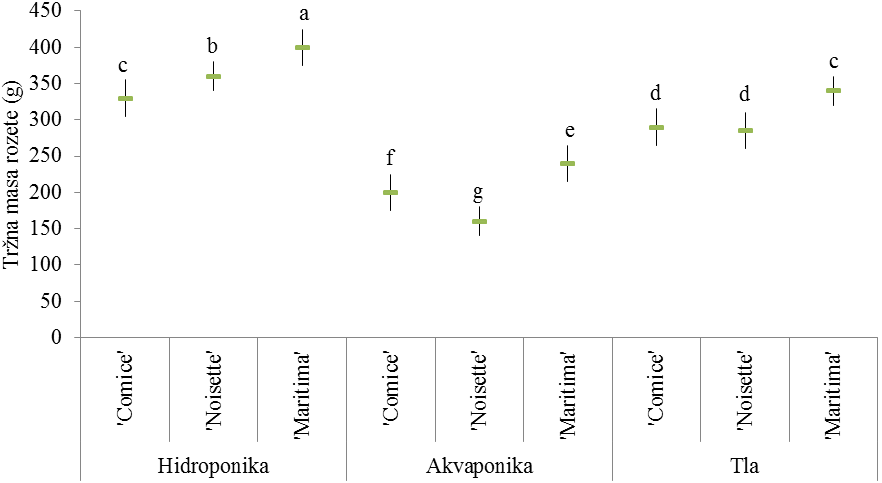 Tržna masa rozete (g)
450
400
350
300
250
200
150
100
50
0
c
b
a
f
g
e
d
d
c
'Comice'
'Noisette'
'Maritima'
'Comice'
'Noisette'
'Maritima'
'Comice'
'Noisette'
'Maritima'
Hidroponika
Akvaponika
Tla